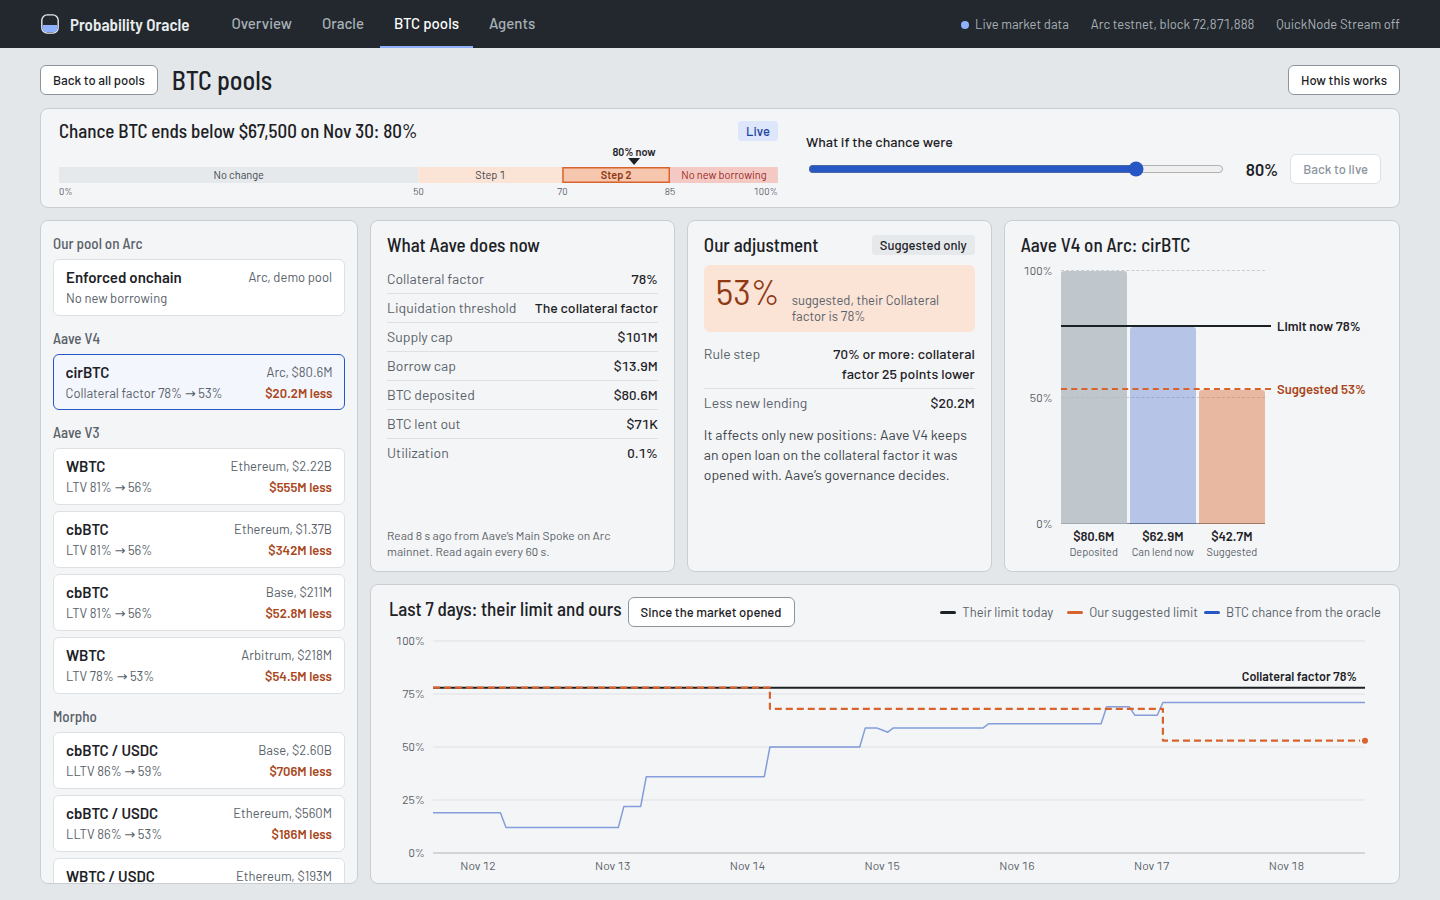 Probability Oracle
Overview
Oracle
BTC pools
Agents
Live market data
Arc testnet, block 72,871,888
QuickNode Stream off
Back to all pools
BTC pools
How this works
Chance BTC ends below $67,500 on Nov 30: 80%
Live
80% now
No change
Step 1
Step 2
No new borrowing
0%
50
70
85
100%
What if the chance were
80%
Back to live
Our pool on Arc
Enforced onchain
Arc, demo pool
No new borrowing
Aave V4
cirBTC
Arc, $80.6M
Collateral factor 78% → 53%
$20.2M less
Aave V3
WBTC
Ethereum, $2.22B
LTV 81% → 56%
$555M less
cbBTC
Ethereum, $1.37B
LTV 81% → 56%
$342M less
cbBTC
Base, $211M
LTV 81% → 56%
$52.8M less
WBTC
Arbitrum, $218M
LTV 78% → 53%
$54.5M less
Morpho
cbBTC / USDC
Base, $2.60B
LLTV 86% → 59%
$706M less
cbBTC / USDC
Ethereum, $560M
LLTV 86% → 53%
$186M less
WBTC / USDC
Ethereum, $193M
What Aave does now
Collateral factor
78%
Liquidation threshold
The collateral factor
Supply cap
$101M
Borrow cap
$13.9M
BTC deposited
$80.6M
BTC lent out
$71K
Utilization
0.1%
Read 8 s ago from Aave's Main Spoke on Arc
mainnet. Read again every 60 s.
Our adjustment
Suggested only
53%
suggested, their Collateral
factor is 78%
Rule step
70% or more: collateral
factor 25 points lower
Less new lending
$20.2M
It affects only new positions: Aave V4 keeps
an open loan on the collateral factor it was
opened with. Aave's governance decides.
Aave V4 on Arc: cirBTC
100%
Limit now 78%
Suggested 53%
50%
0%
$80.6M
Deposited
$62.9M
Can lend now
$42.7M
Suggested
Last 7 days: their limit and ours
Since the market opened
Their limit today
Our suggested limit
BTC chance from the oracle
100%
Collateral factor 78%
75%
50%
25%
0%
Nov 12
Nov 13
Nov 14
Nov 15
Nov 16
Nov 17
Nov 18